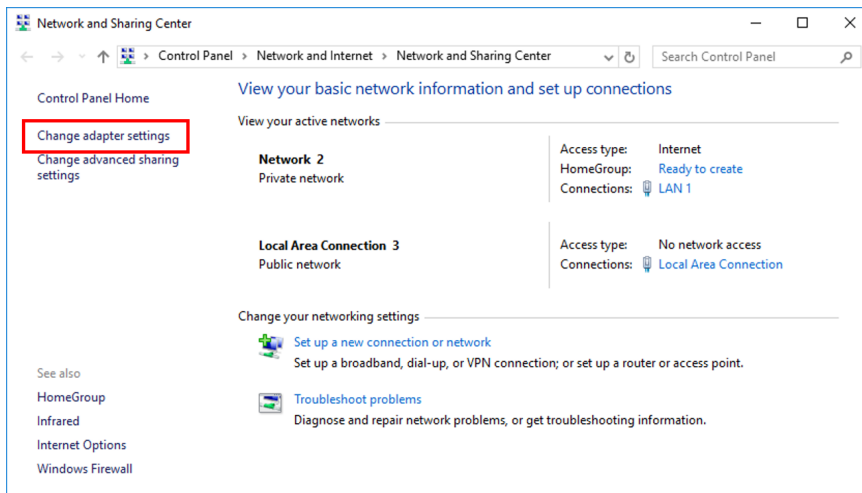 Network and Sharing Center
Control Panel > Network and Internet > Network and Sharing Center
Search Control Panel
Control Panel Home
Change adapter settings
Change advanced sharing
settings
View your basic network information and set up connections
View your active networks
Network 2
Private network
Access type: Internet
HomeGroup: Ready to create
Connections: LAN 1
Local Area Connection 3
Public network
Access type: No network access
Connections: Local Area Connection
Change your networking settings
Set up a new connection or network
Set up a broadband, dial-up, or VPN connection; or set up a router or access point.
Troubleshoot problems
Diagnose and repair network problems, or get troubleshooting information.
See also
HomeGroup
Infrared
Internet Options
Windows Firewall